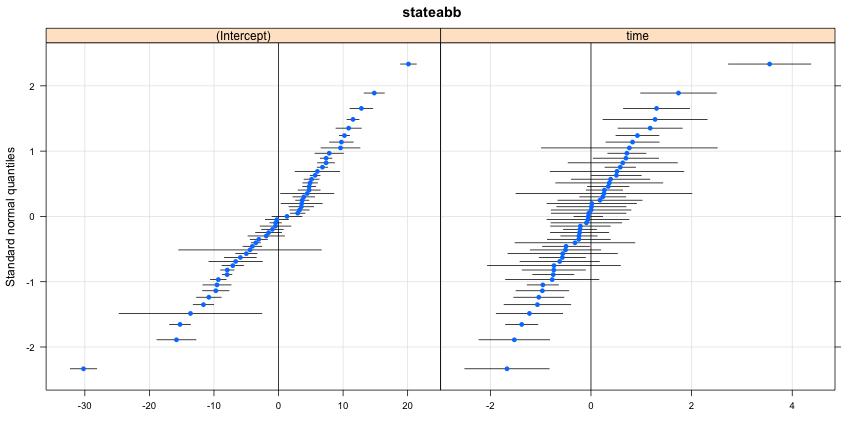 stateabb
(Intercept) time
Standard normal quantiles
2
1
0
-1
-2
-30 -20 -10 0 10 20 -2 0 2 4